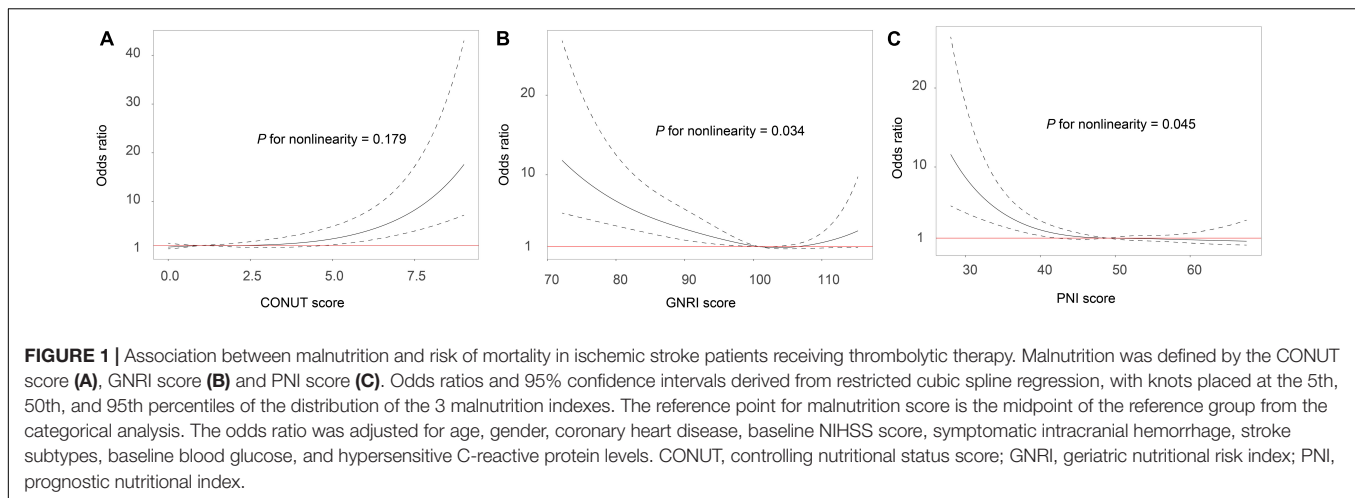 A
40
30
20
10
1
Odds ratio
P for nonlinearity = 0.179
0.0
2.5
5.0
7.5
CONUT score
B
20
10
1
Odds ratio
P for nonlinearity = 0.034
70
80
90
100
110
GNRI score
C
20
10
1
Odds ratio
P for nonlinearity = 0.045
30
40
50
60
PNI score
FIGURE 1 | Association between malnutrition and risk of mortality in ischemic stroke patients receiving thrombolytic therapy. Malnutrition was defined by the CONUT
score (A), GNRI score (B) and PNI score (C). Odds ratios and 95% confidence intervals derived from restricted cubic spline regression, with knots placed at the 5th,
50th, and 95th percentiles of the distribution of the 3 malnutrition indexes. The reference point for malnutrition score is the midpoint of the reference group from the
categorical analysis. The odds ratio was adjusted for age, gender, coronary heart disease, baseline NIHSS score, symptomatic intracranial hemorrhage, stroke
subtypes, baseline blood glucose, and hypersensitive C-reactive protein levels. CONUT, controlling nutritional status score; GNRI, geriatric nutritional risk index; PNI,
prognostic nutritional index.